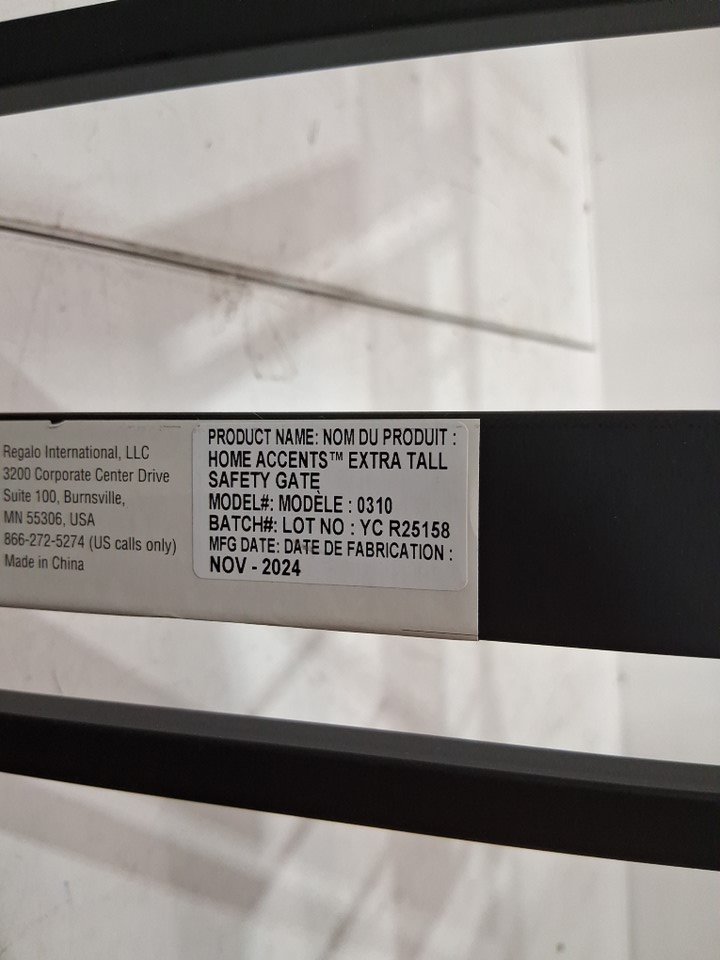 Regalo International, LLC
3200 Corporate Center Drive
Suite 100, Burnsville,
MN 55306, USA
866-272-5274 (US calls only)
Made in China
PRODUCT NAME: NOM DU PRODUIT :
HOME ACCENTS™ EXTRA TALL
SAFETY GATE
MODEL#: MODÈLE : 0310
BATCH#: LOT NO : YC R25158
MFG DATE: DATE DE FABRICATION :
NOV - 2024